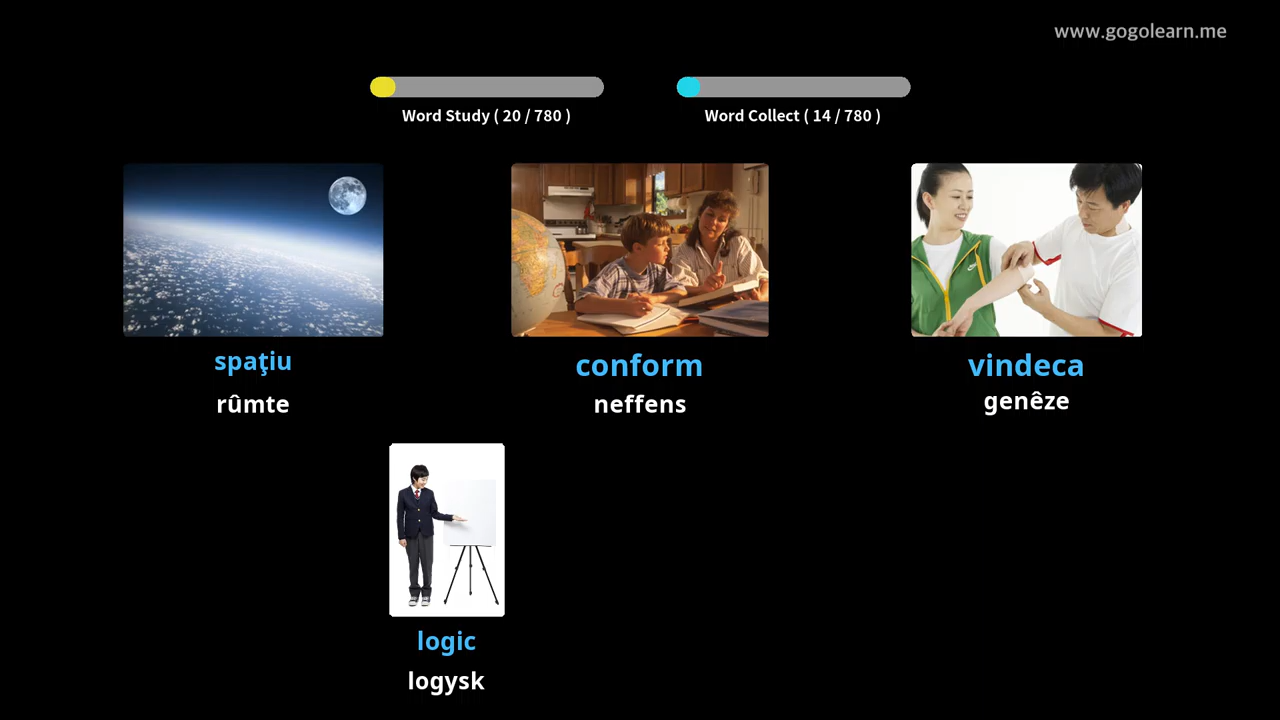 www.gogolearn.me
Word Study ( 20 / 780 )
Word Collect ( 14 / 780 )
spaţiu
conform
vindeca
rûmte
neffens
genêze
logic
logysk